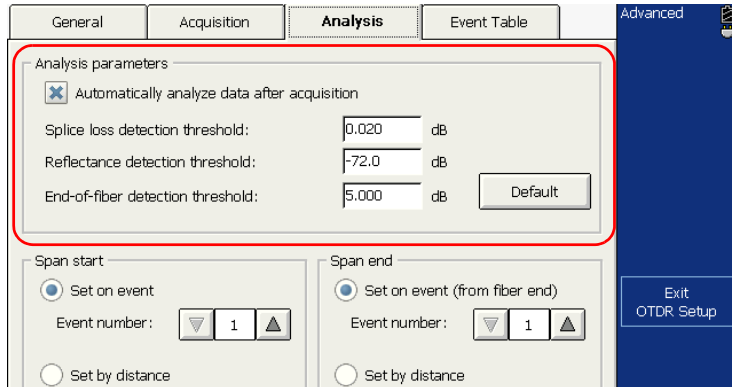 General Acquisition Analysis Event Table
Advanced
Analysis parameters
Automatically analyze data after acquisition
Splice loss detection threshold: 0.020 dB
Reflectance detection threshold: -72.0 dB
End-of-fiber detection threshold: 5.000 dB
Default
Span start
Set on event
Event number: 1
Set by distance
Span end
Set on event (from fiber end)
Event number: 1
Set by distance
Exit
OTDR Setup